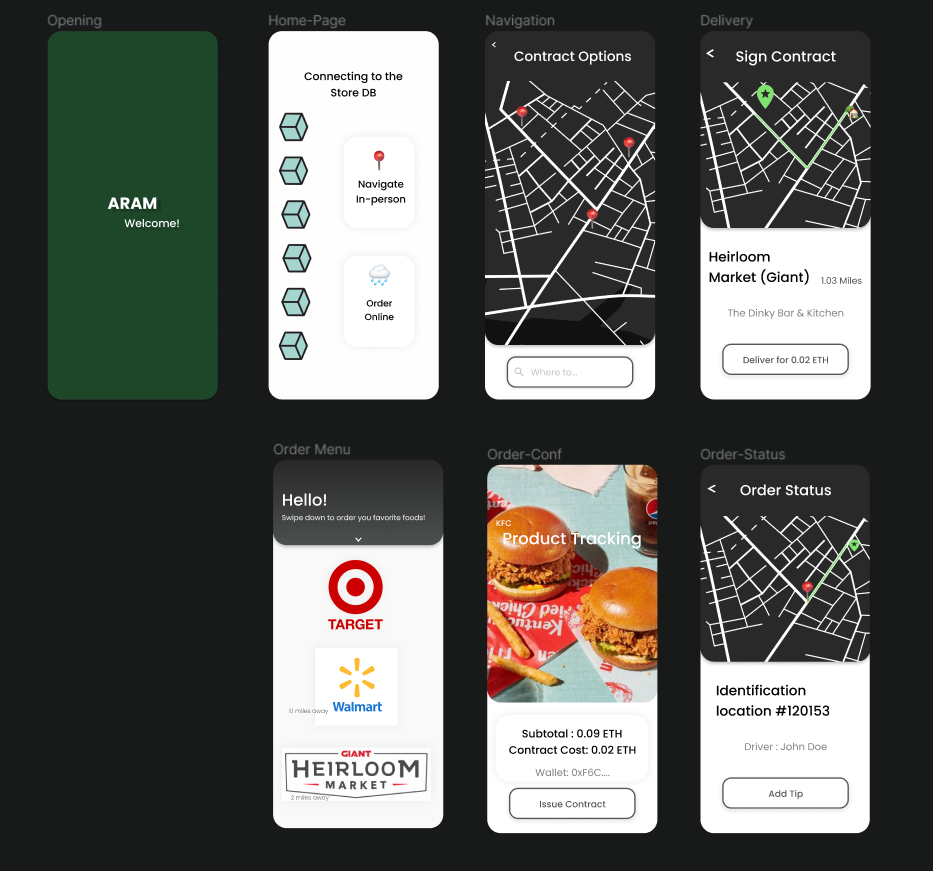 Opening
ARAM
Welcome!
Home-Page
Connecting to the
Store DB
Navigate
In-person
Order
Online
Navigation
<
Contract Options
Where to...
Delivery
<
Sign Contract
Heirloom
Market (Giant)
1.03 Miles
The Dinky Bar & Kitchen
Deliver for 0.02 ETH
Order Menu
Hello!
Swipe down to order you favorite foods!
TARGET
Walmart
GIANT
HEIRLOOM
MARKET
2 miles away
Order-Conf
KFC
Product Tracking
Subtotal : 0.09 ETH
Contract Cost: 0.02 ETH
Wallet: 0xF6C....
Issue Contract
Order-Status
<
Order Status
Identification
location #120153
Driver : John Doe
Add Tip